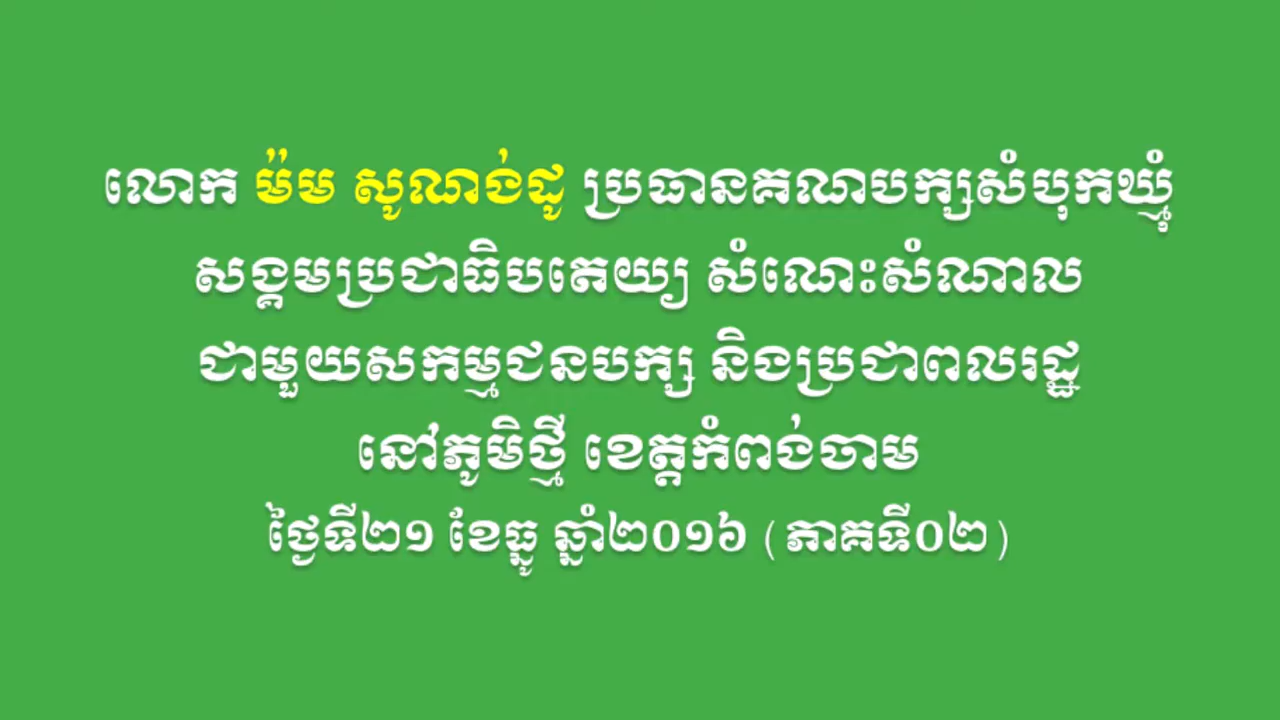 លោក ម៉ម សូណង់ដូ ប្រធានគណបក្សសំបុកឃ្មុំ
សង្គមប្រជាធិបតេយ្យ សំណេះសំណាល
ជាមួយសកម្មជនបក្ស និងប្រជាពលរដ្ឋ
នៅភូមិថ្មី ខេត្តកំពង់ចាម
ថ្ងៃទី២១ ខែធ្នូ ឆ្នាំ២០១៦ (ភាគទី០២)